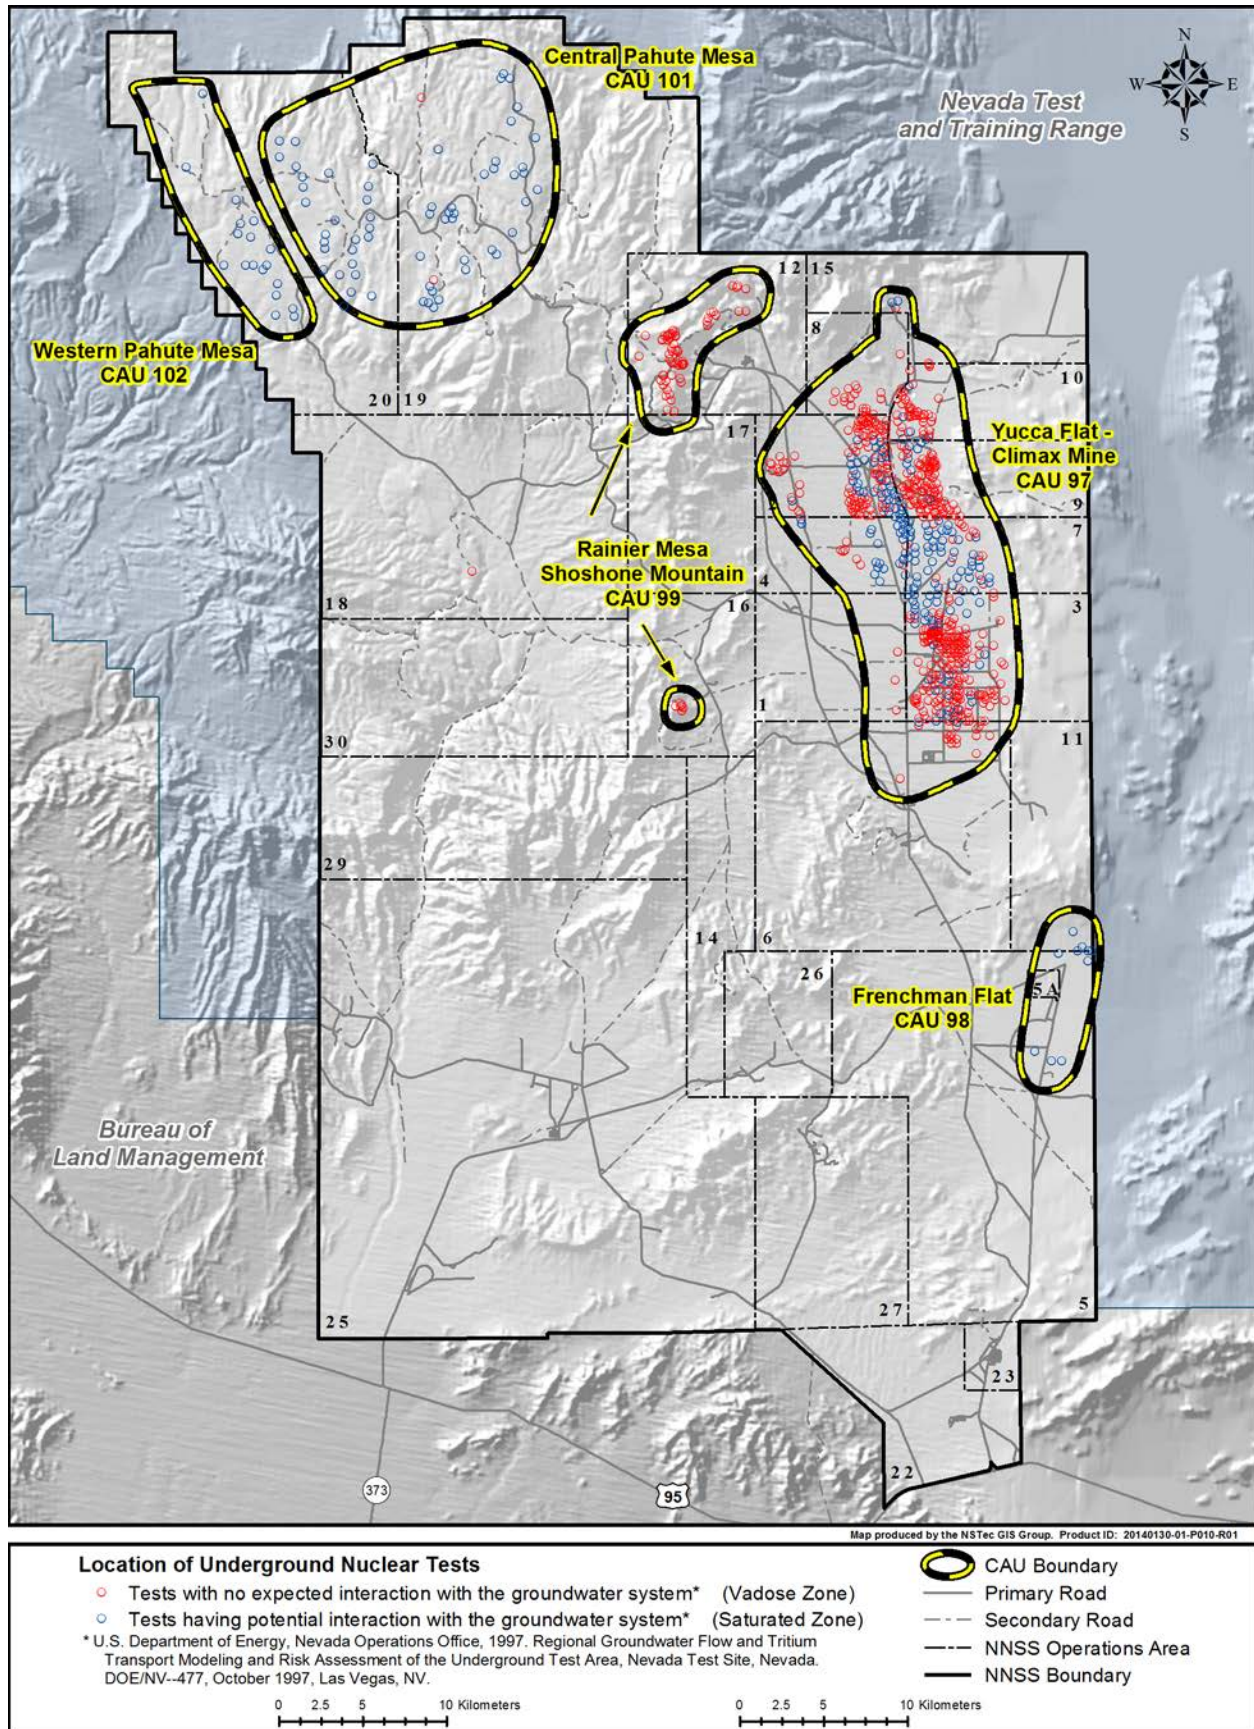 Central Pahute Mesa
CAU 101
N
W
E
S
Nevada Test
and Training Range
Western Pahute Mesa
CAU 102
12
15
8
10
20
19
17
Yucca Flat -
Climax Mine
CAU 97
9
7
Rainier Mesa
Shoshone Mountain
CAU 99
4
3
18
16
1
30
11
29
14
6
26
Frenchman Flat
CAU 98
5A
Bureau of
Land Management
25
27
5
23
22
373
95
Map produced by the NSTec GIS Group. Product ID: 20140130-01-P010-R01
Location of Underground Nuclear Tests
Tests with no expected interaction with the groundwater system* (Vadose Zone)
Tests having potential interaction with the groundwater system* (Saturated Zone)
* U.S. Department of Energy, Nevada Operations Office, 1997. Regional Groundwater Flow and Tritium
Transport Modeling and Risk Assessment of the Underground Test Area, Nevada Test Site, Nevada.
DOE/NV--477, October 1997, Las Vegas, NV.
0 2.5 5 10 Kilometers
0 2.5 5 10 Kilometers
CAU Boundary
Primary Road
Secondary Road
NNSS Operations Area
NNSS Boundary